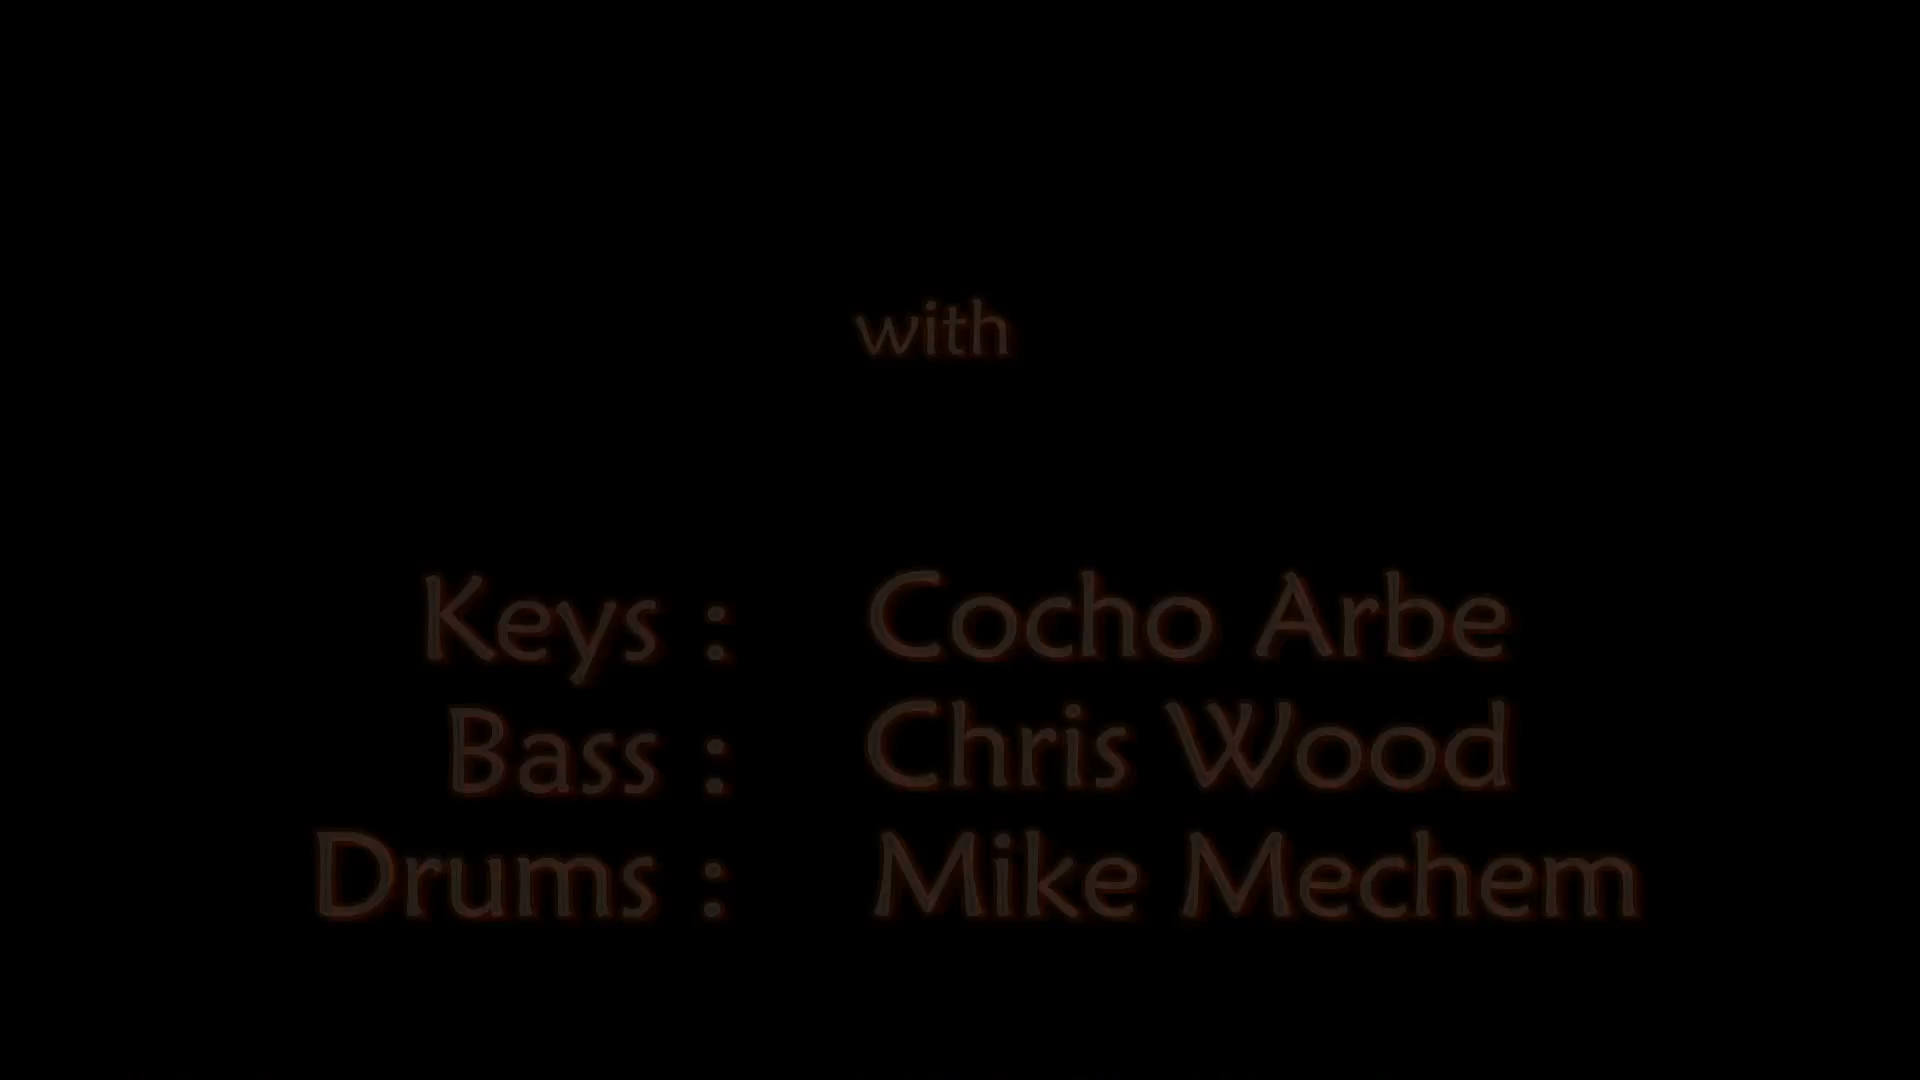 with
Keys : Cocho Arbe
Bass : Chris Wood
Drums : Mike Mechem